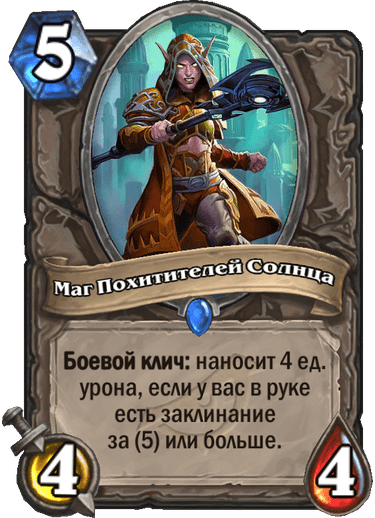 5
Маг Похитителей Солнца
Боевой клич: наносит 4 ед.
урона, если у вас в руке
есть заклинание
за (5) или больше.
4
4